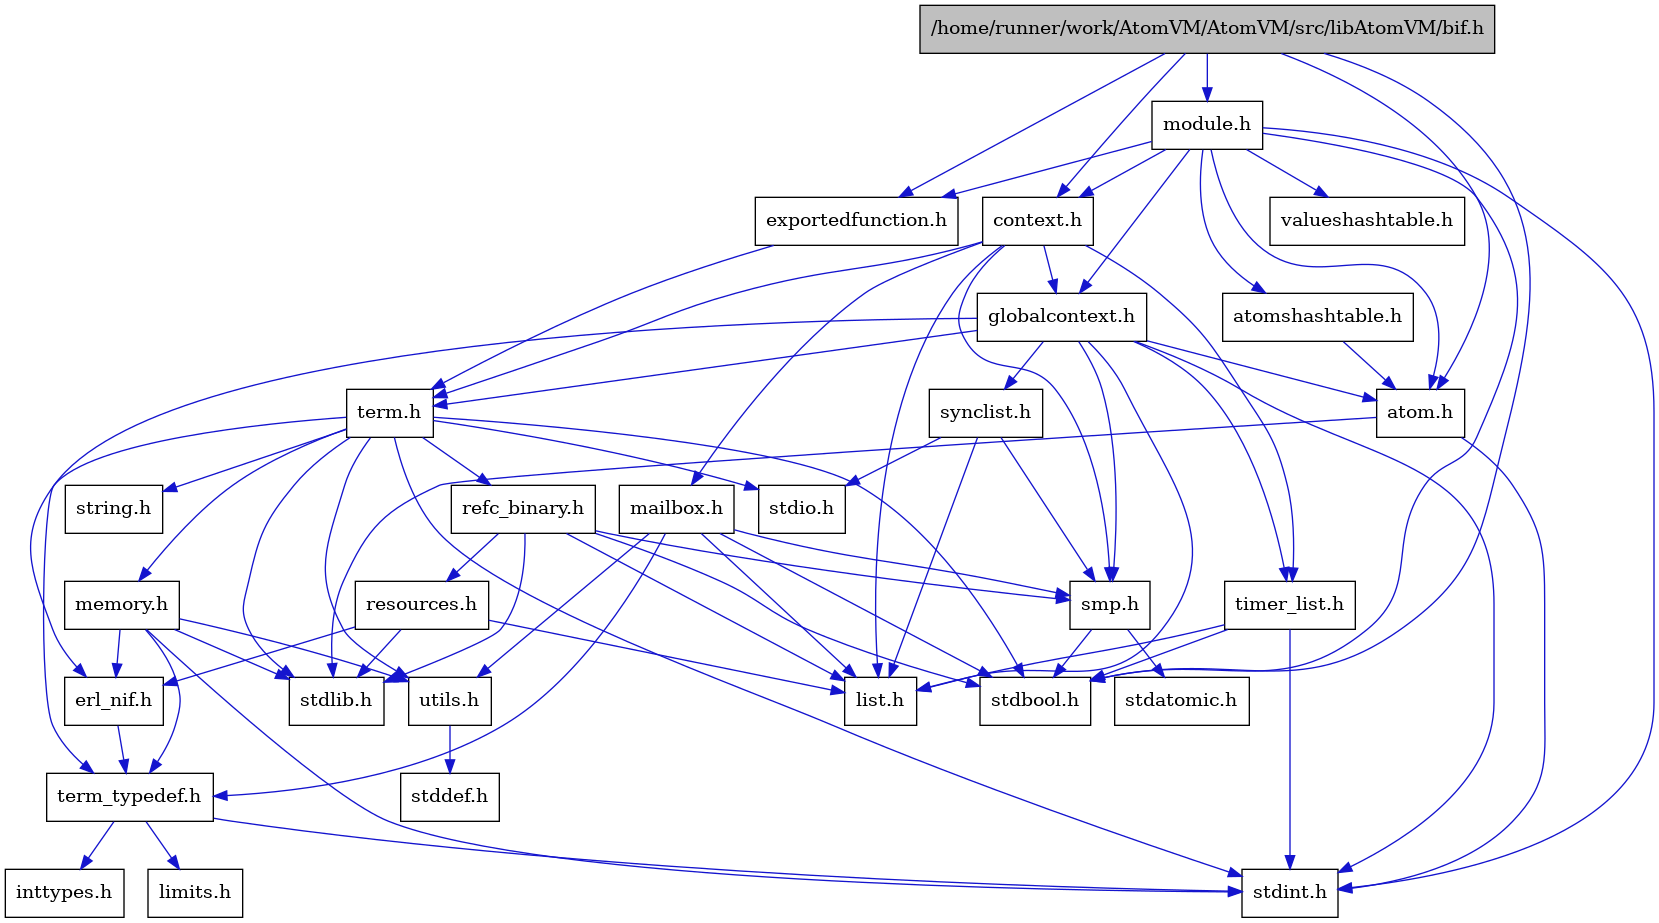 /home/runner/work/AtomVM/AtomVM/src/libAtomVM/bif.h
module.h
exportedfunction.h
context.h
valueshashtable.h
globalcontext.h
atomshashtable.h
term.h
synclist.h
atom.h
string.h
refc_binary.h
mailbox.h
stdio.h
memory.h
resources.h
smp.h
timer_list.h
erl_nif.h
stdlib.h
utils.h
list.h
stdbool.h
stdatomic.h
term_typedef.h
stddef.h
inttypes.h
limits.h
stdint.h